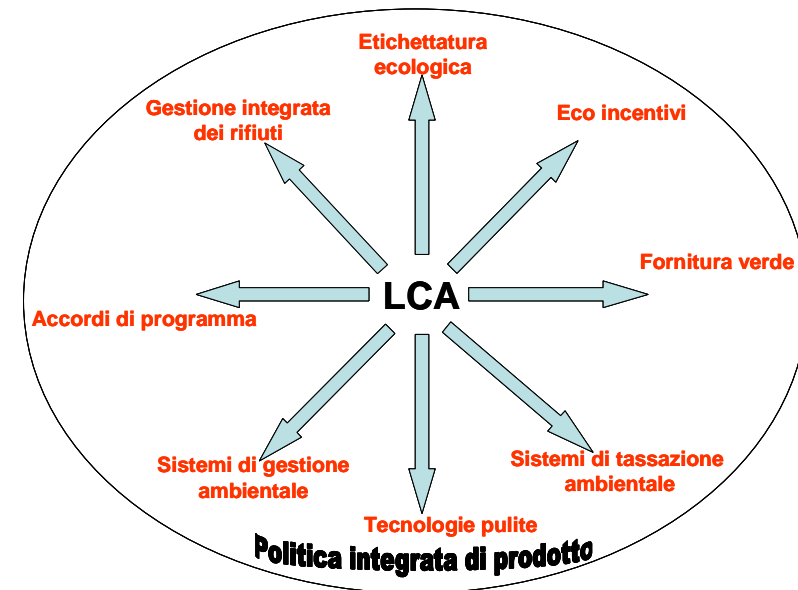 Etichettatura
ecologica
Gestione integrata
dei rifiuti
Eco incentivi
Fornitura verde
LCA
Accordi di programma
Sistemi di gestione
ambientale
Sistemi di tassazione
ambientale
Tecnologie pulite
Politica integrata di prodotto